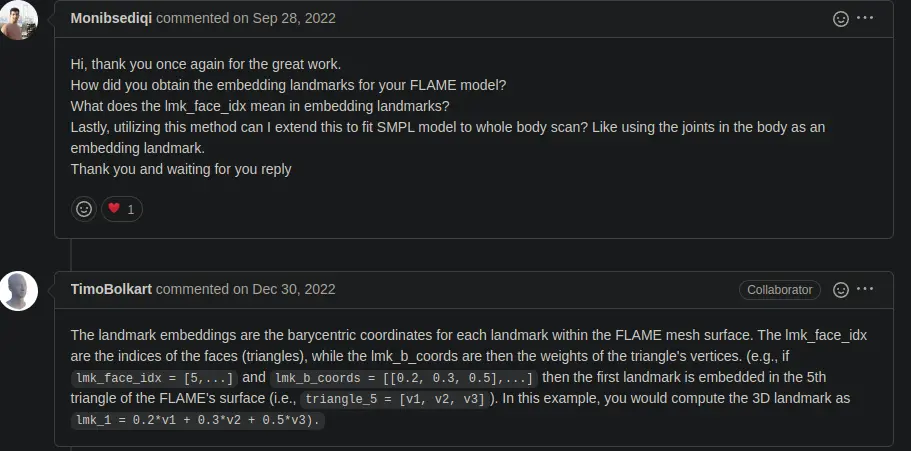 Monibsediqi commented on Sep 28, 2022
Hi, thank you once again for the great work.
How did you obtain the embedding landmarks for your FLAME model?
What does the lmk_face_idx mean in embedding landmarks?
Lastly, utilizing this method can I extend this to fit SMPL model to whole body scan? Like using the joints in the body as an
embedding landmark.
Thank you and waiting for you reply
1
TimoBolkart commented on Dec 30, 2022 Collaborator
The landmark embeddings are the barycentric coordinates for each landmark within the FLAME mesh surface. The lmk_face_idx
are the indices of the faces (triangles), while the lmk_b_coords are then the weights of the triangle's vertices. (e.g., if
lmk_face_idx = [5,...] and lmk_b_coords = [[0.2, 0.3, 0.5],...] then the first landmark is embedded in the 5th
triangle of the FLAME's surface (i.e., triangle_5 = [v1, v2, v3] ). In this example, you would compute the 3D landmark as
lmk_1 = 0.2*v1 + 0.3*v2 + 0.5*v3).